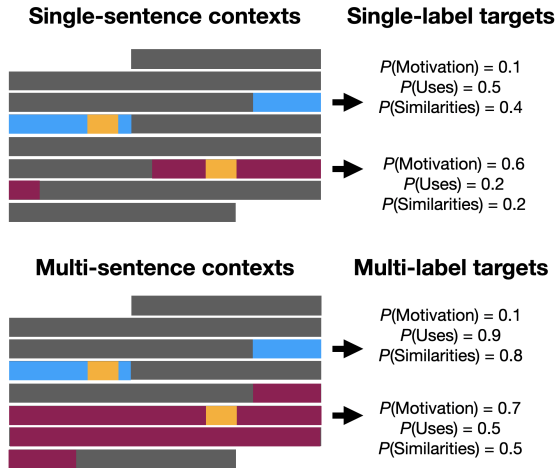 Single-sentence contexts Single-label targets
P(Motivation) = 0.1
P(Uses) = 0.5
P(Similarities) = 0.4
P(Motivation) = 0.6
P(Uses) = 0.2
P(Similarities) = 0.2
Multi-sentence contexts Multi-label targets
P(Motivation) = 0.1
P(Uses) = 0.9
P(Similarities) = 0.8
P(Motivation) = 0.7
P(Uses) = 0.5
P(Similarities) = 0.5